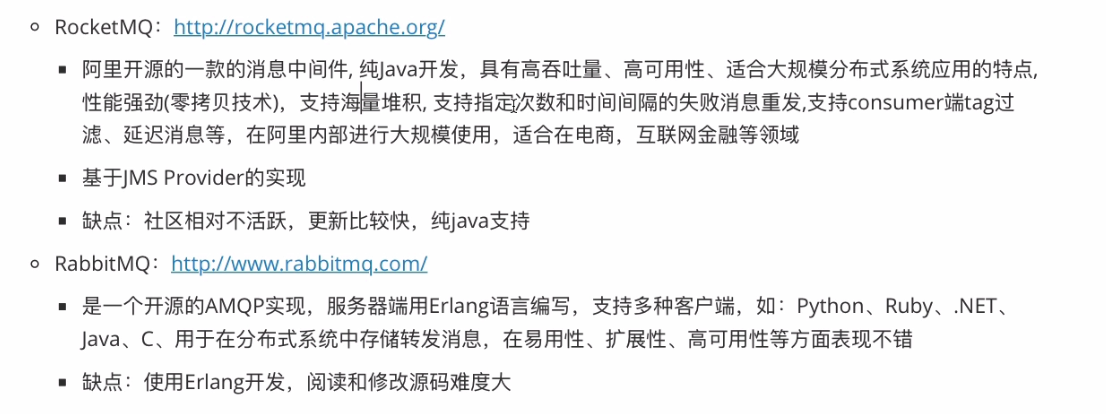 RocketMQ：http://rocketmq.apache.org/
阿里开源的一款的消息中间件, 纯Java开发，具有高吞吐量、高可用性、适合大规模分布式系统应用的特点,
性能强劲(零拷贝技术)，支持海量堆积, 支持指定次数和时间间隔的失败消息重发,支持consumer端tag过
滤、延迟消息等，在阿里内部进行大规模使用，适合在电商，互联网金融等领域
基于JMS Provider的实现
缺点：社区相对不活跃，更新比较快，纯java支持
RabbitMQ：http://www.rabbitmq.com/
是一个开源的AMQP实现，服务器端用Erlang语言编写，支持多种客户端，如：Python、Ruby、.NET、
Java、C、用于在分布式系统中存储转发消息，在易用性、扩展性、高可用性等方面表现不错
缺点：使用Erlang开发，阅读和修改源码难度大